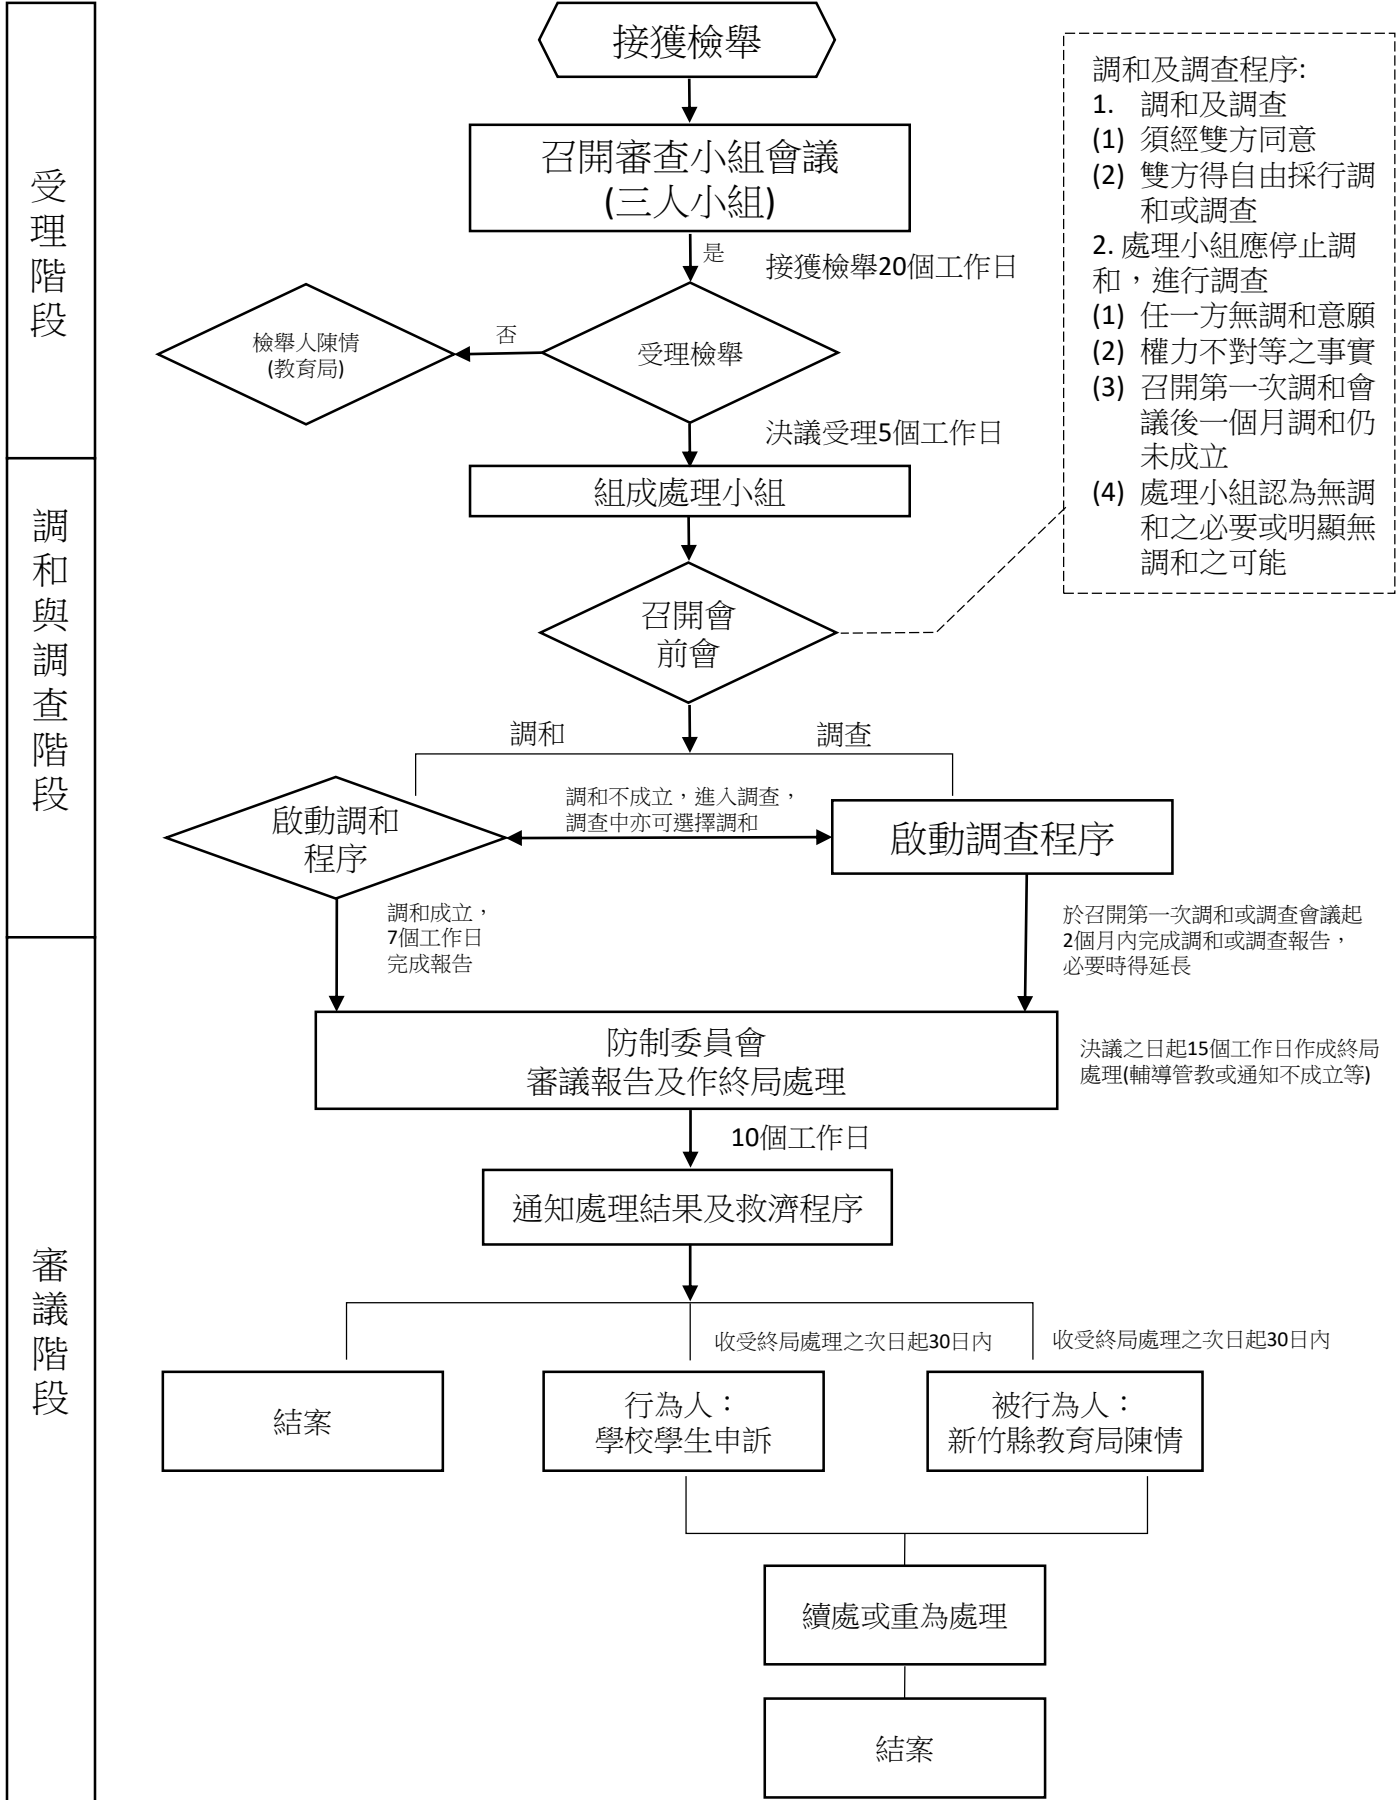 受理階段
調和與調查階段
審議階段
接獲檢舉
召開審查小組會議
(三人小組)
是
接獲檢舉20個工作日
受理檢舉
否
檢舉人陳情
(教育局)
決議受理5個工作日
組成處理小組
召開會
前會
調和及調查程序:
1. 調和及調查
(1) 須經雙方同意
(2) 雙方得自由採行調
和或調查
2. 處理小組應停止調
和，進行調查
(1) 任一方無調和意願
(2) 權力不對等之事實
(3) 召開第一次調和會
議後一個月調和仍
未成立
(4) 處理小組認為無調
和之必要或明顯無
調和之可能
調和
調查
啟動調和
程序
調和不成立，進入調查，
調查中亦可選擇調和
啟動調查程序
調和成立，
7個工作日
完成報告
於召開第一次調和或調查會議起
2個月內完成調和或調查報告，
必要時得延長
防制委員會
審議報告及作終局處理
決議之日起15個工作日作成終局
處理(輔導管教或通知不成立等)
10個工作日
通知處理結果及救濟程序
收受終局處理之次日起30日內
收受終局處理之次日起30日內
結案
行為人：
學校學生申訴
被行為人：
新竹縣教育局陳情
續處或重為處理
結案